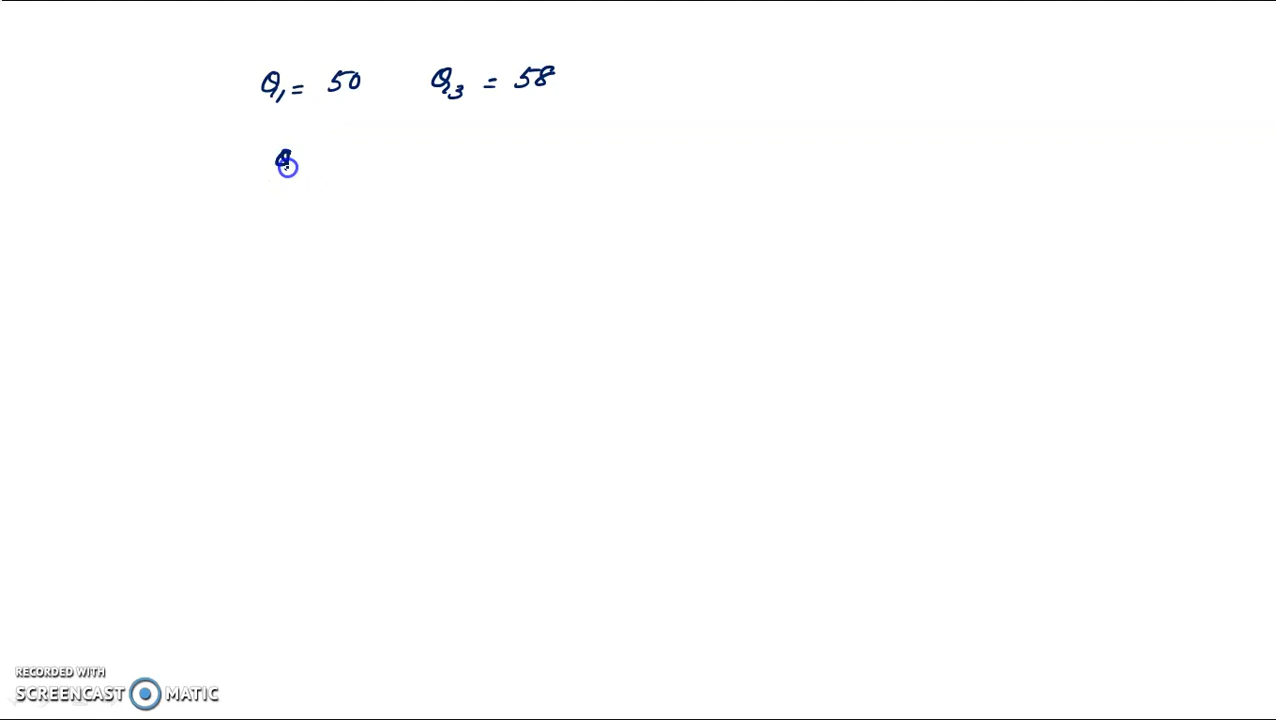 Q₁ = 50 Q₃ = 58
RECORDED WITH
SCREENCAST MATIC